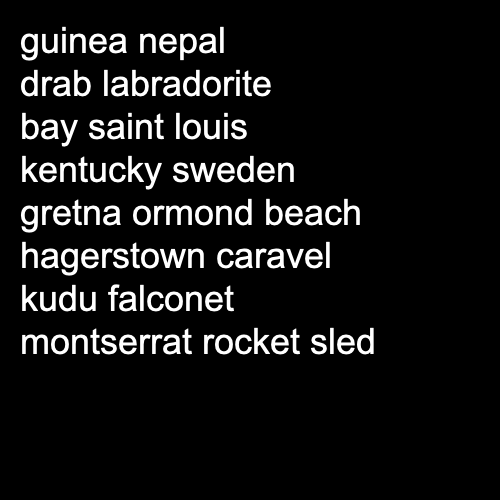 guinea nepal
drab labradorite
bay saint louis
kentucky sweden
gretna ormond beach
hagerstown caravel
kudu falconet
montserrat rocket sled